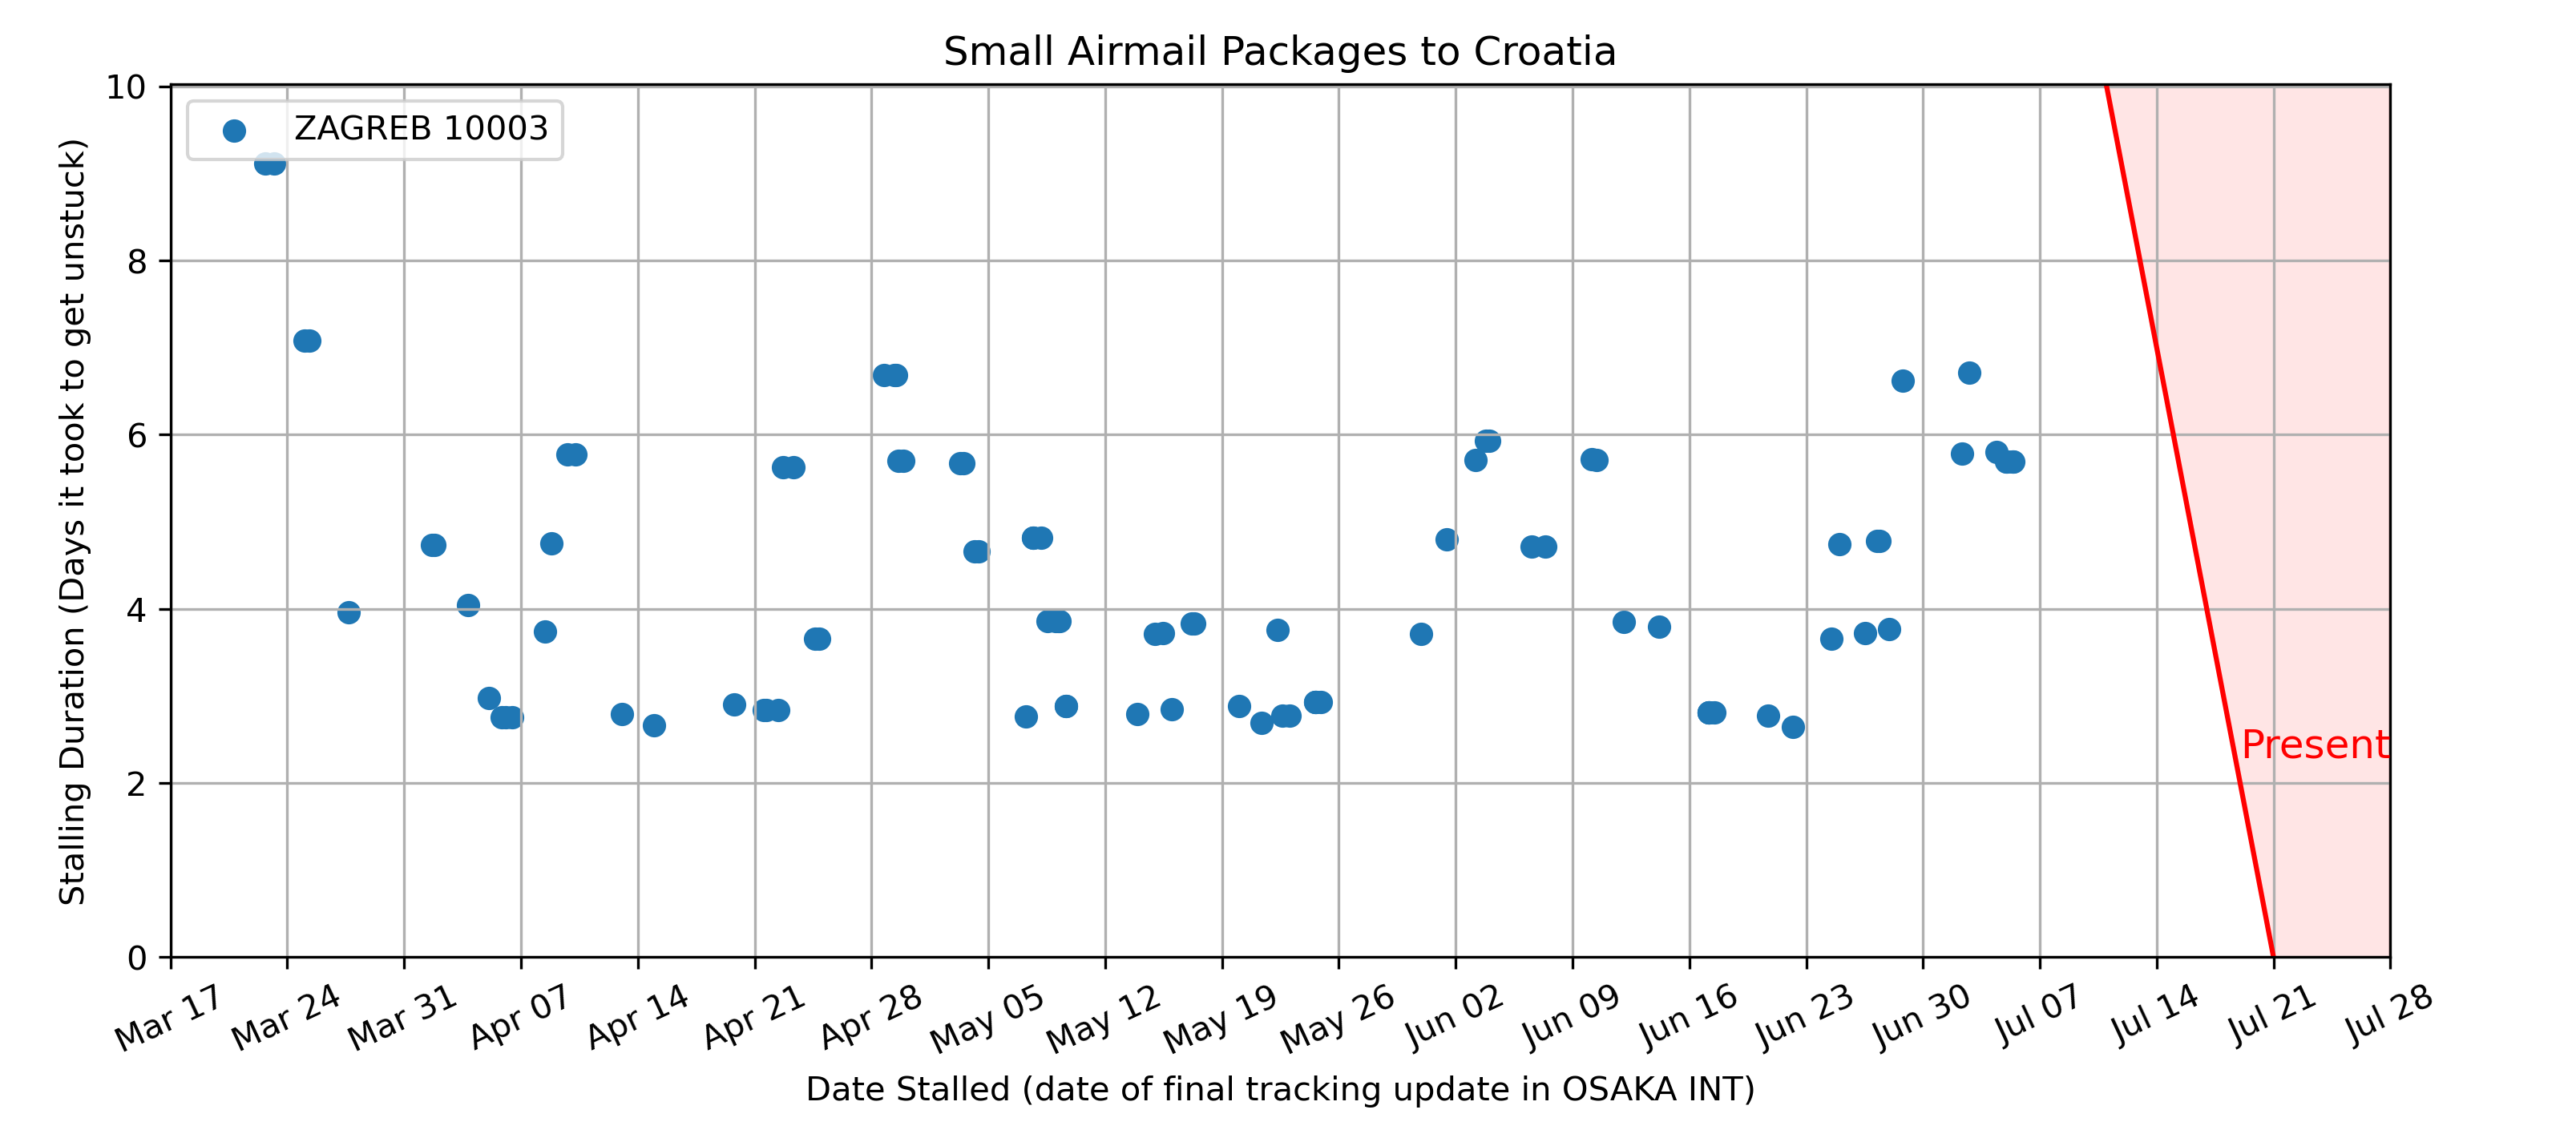 Small Airmail Packages to Croatia
ZAGREB 10003
Stalling Duration (Days it took to get unstuck)
10
8
6
4
2
0
Present
Mar 17 Mar 24 Mar 31 Apr 07 Apr 14 Apr 21 Apr 28 May 05 May 12 May 19 May 26 Jun 02 Jun 09 Jun 16 Jun 23 Jun 30 Jul 07 Jul 14 Jul 21 Jul 28
Date Stalled (date of final tracking update in OSAKA INT)